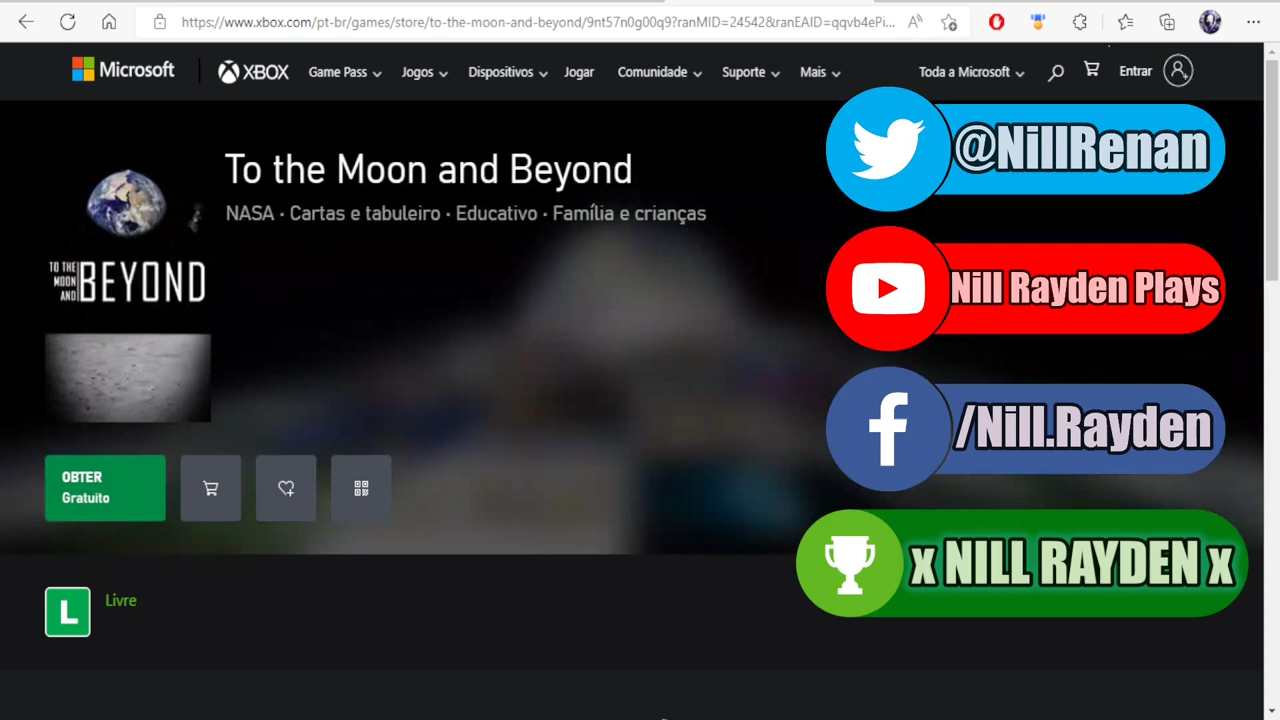 https://www.xbox.com/pt-br/games/store/to-the-moon-and-beyond/9nt57n0g00q9?ranMID=24542&ranEAID=qqvb4ePi...
Microsoft XBOX Game Pass Jogos Dispositivos Jogar Comunidade Suporte Mais Toda a Microsoft Entrar
To the Moon and Beyond
NASA · Cartas e tabuleiro · Educativo · Família e crianças
TO THE
MOON
AND BEYOND
OBTER
Gratuito
L Livre
@NillRenan
Nill Rayden Plays
/Nill.Rayden
x NILL RAYDEN x